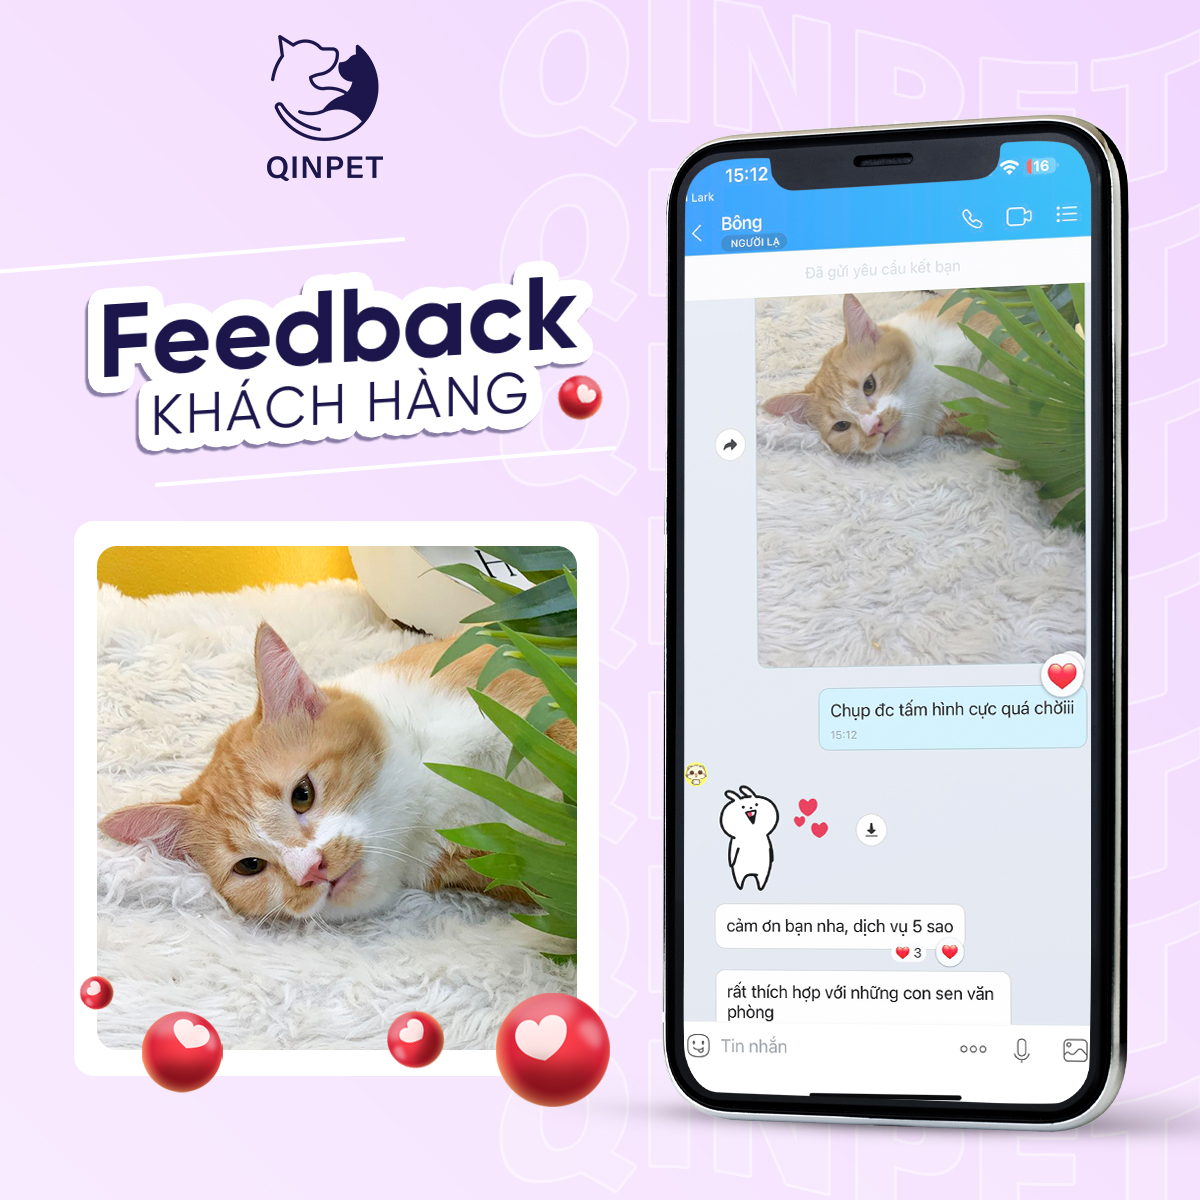 QINPET
QINPET
Feedback
KHÁCH HÀNG
15:12
16
Lark
Bông
NGƯỜI LẠ
Đã gửi yêu cầu kết bạn
Chụp đc tấm hình cực quá chờiii
15:12
cảm ơn bạn nha, dịch vụ 5 sao
3
rất thích hợp với những con sen văn
phòng
Tin nhắn
QINPET